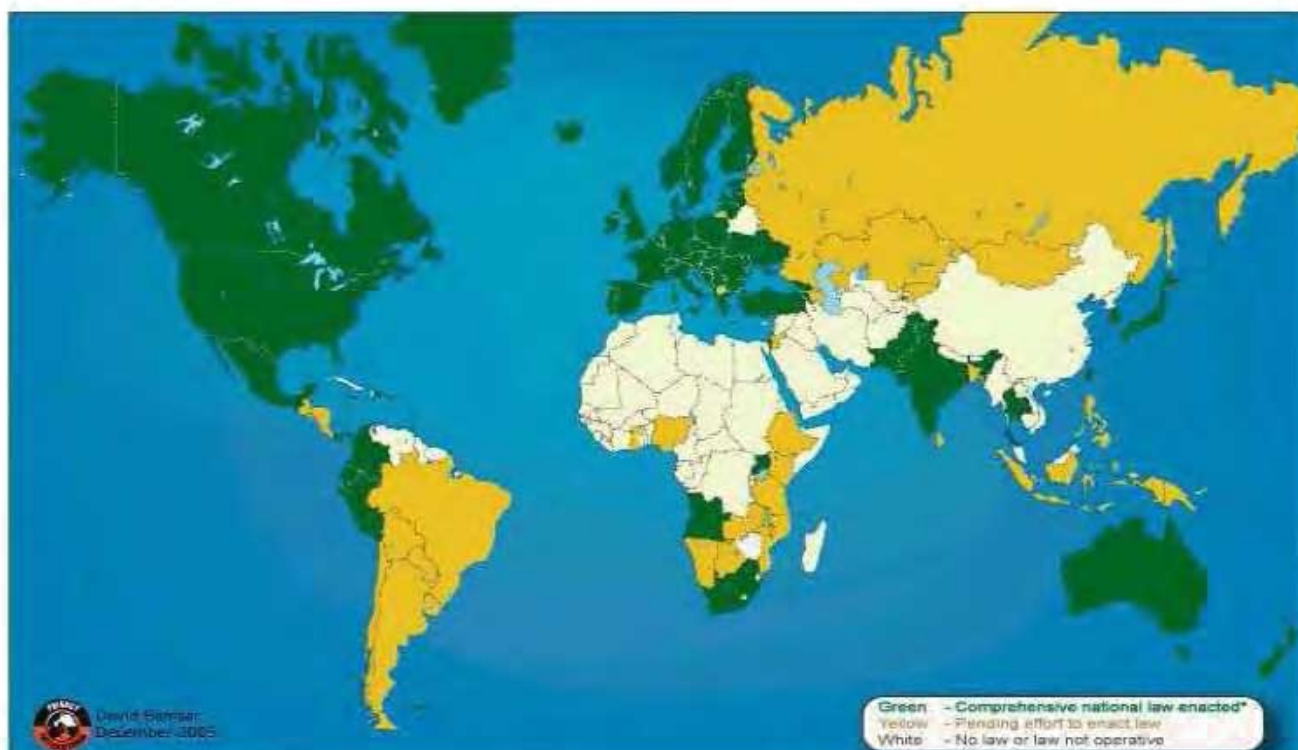 PRIVACY
David Banisar
December 2005
Green - Comprehensive national law enacted*
Yellow - Pending effort to enact law
White - No law or law not operative